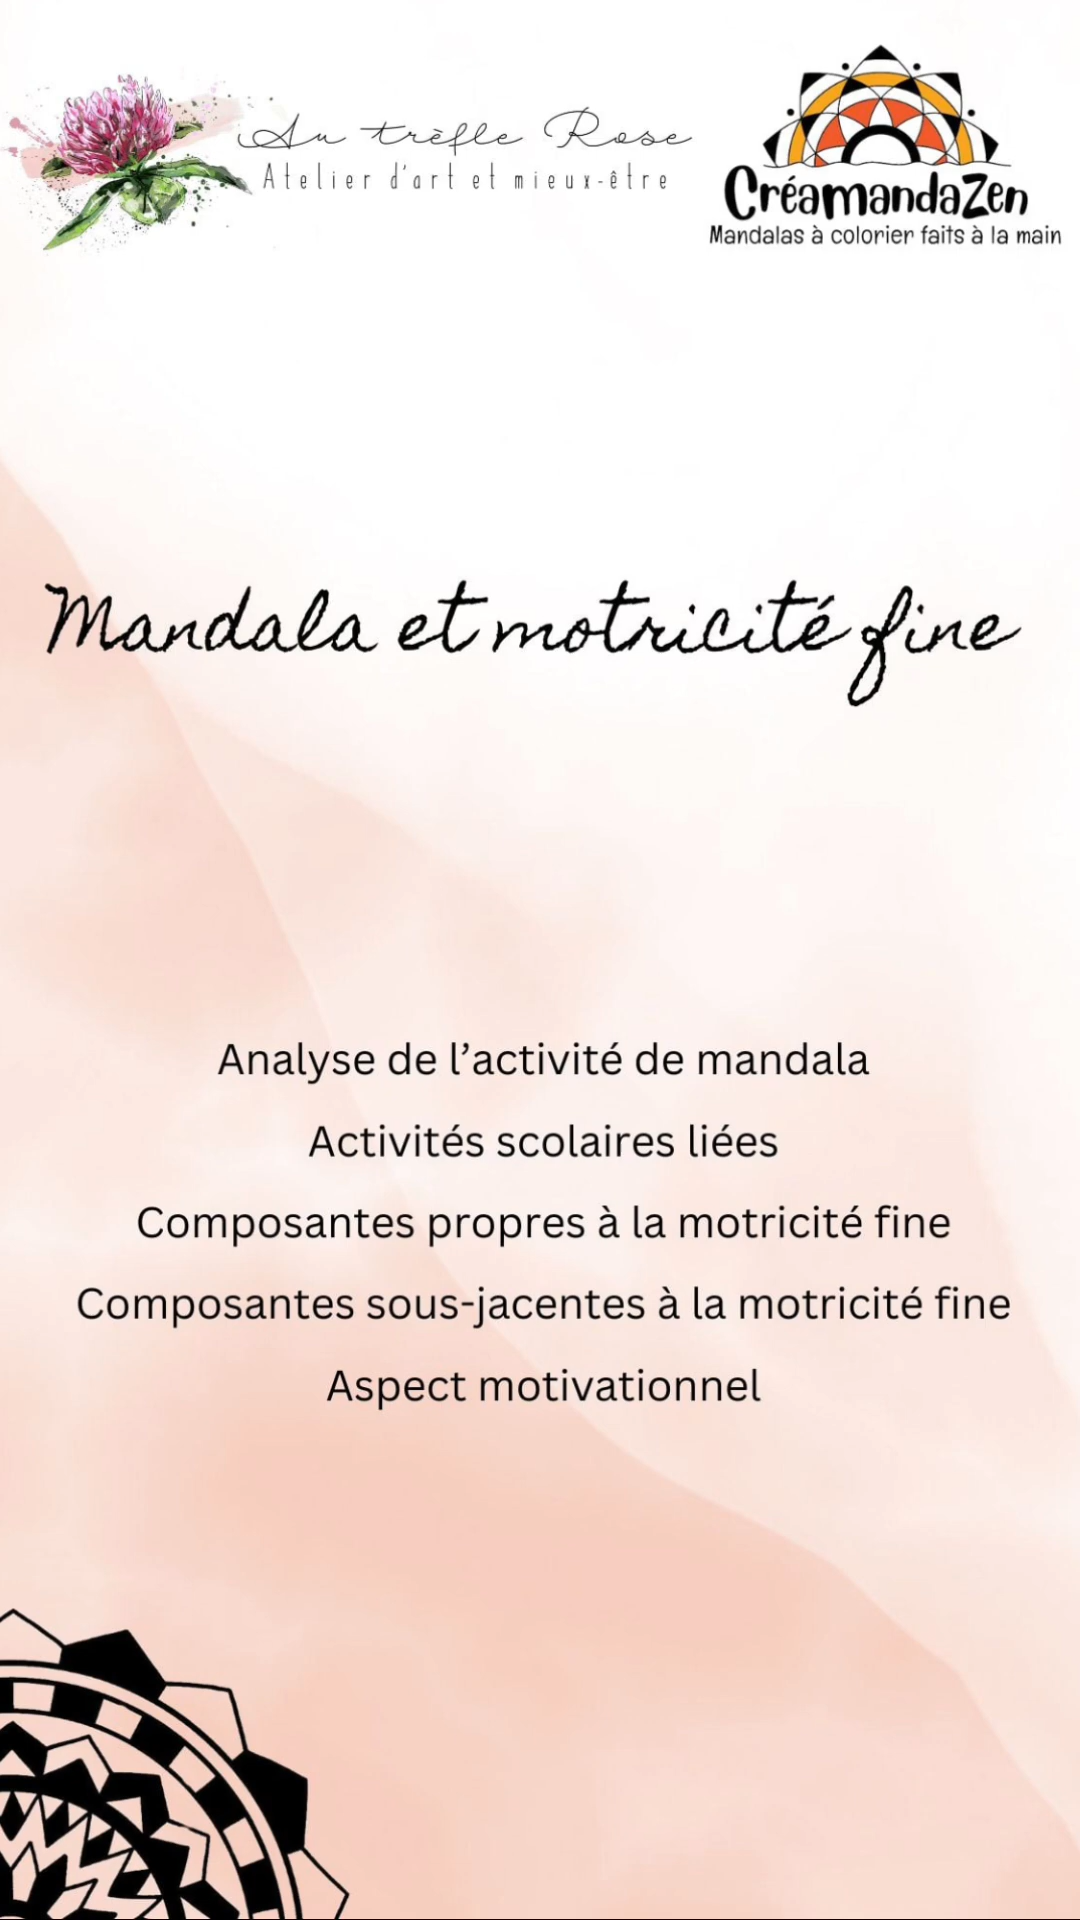 Au trèfle Rose
Atelier d'art et mieux-être
CréamandaZen
Mandalas à colorier faits à la main
Mandala et motricité fine
Analyse de l’activité de mandala
Activités scolaires liées
Composantes propres à la motricité fine
Composantes sous-jacentes à la motricité fine
Aspect motivationnel